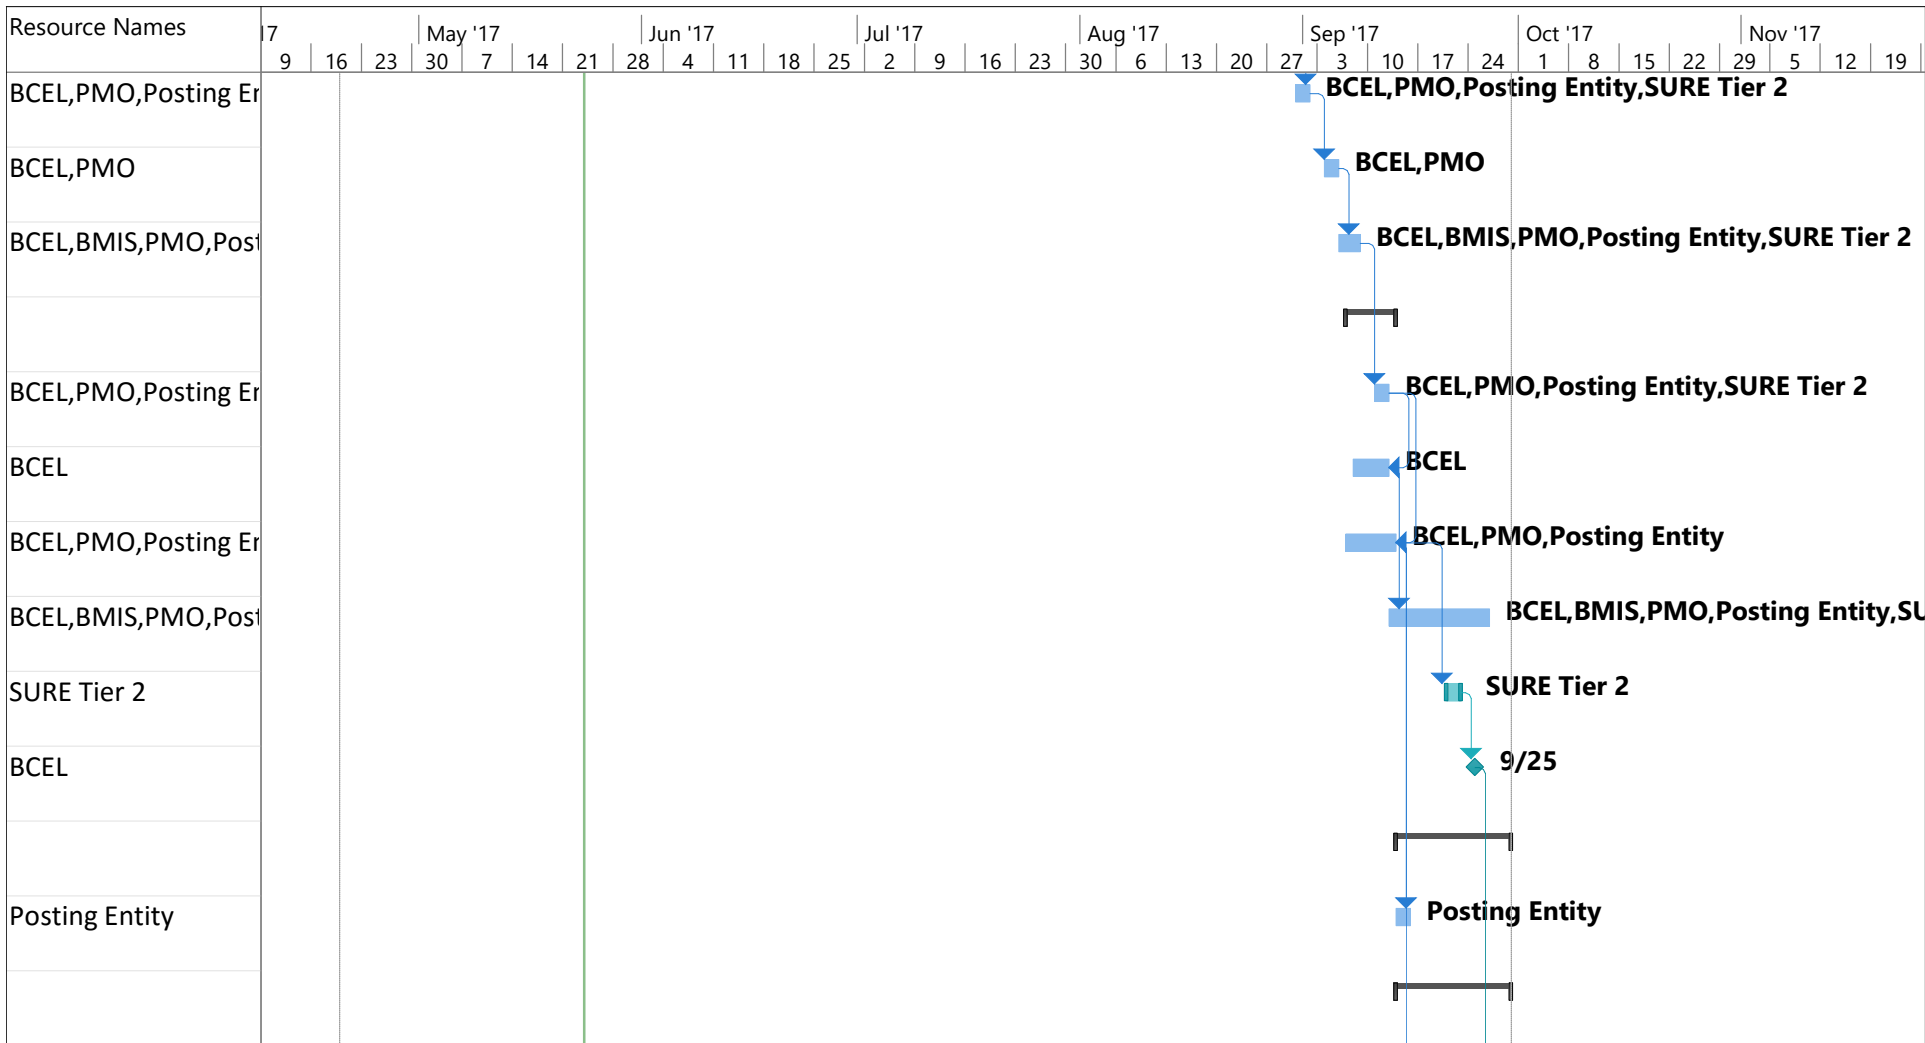 Resource Names
17 May '17 Jun '17 Jul '17 Aug '17 Sep '17 Oct '17 Nov '17
9 16 23 30 7 14 21 28 4 11 18 25 2 9 16 23 30 6 13 20 27 3 10 17 24 1 8 15 22 29 5 12 19
BCEL,PMO,Posting Er BCEL,PMO,Posting Entity,SURE Tier 2
BCEL,PMO BCEL,PMO
BCEL,BMIS,PMO,Post BCEL,BMIS,PMO,Posting Entity,SURE Tier 2
BCEL,PMO,Posting Er BCEL,PMO,Posting Entity,SURE Tier 2
BCEL BCEL
BCEL,PMO,Posting Er BCEL,PMO,Posting Entity
BCEL,BMIS,PMO,Post BCEL,BMIS,PMO,Posting Entity,SU
SURE Tier 2 SURE Tier 2
BCEL 9/25
Posting Entity Posting Entity